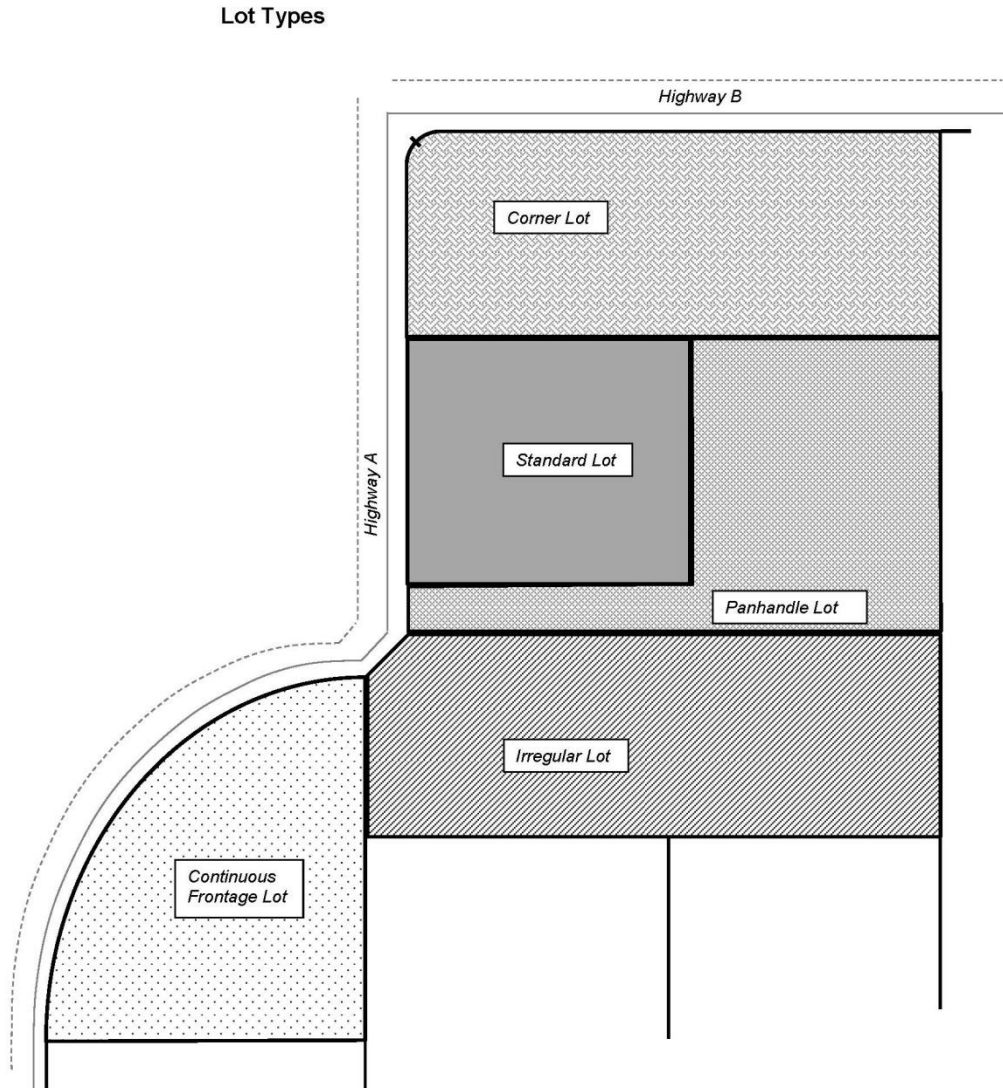 Lot Types
Highway B
Corner Lot
Highway A
Standard Lot
Panhandle Lot
Irregular Lot
Continuous
Frontage Lot